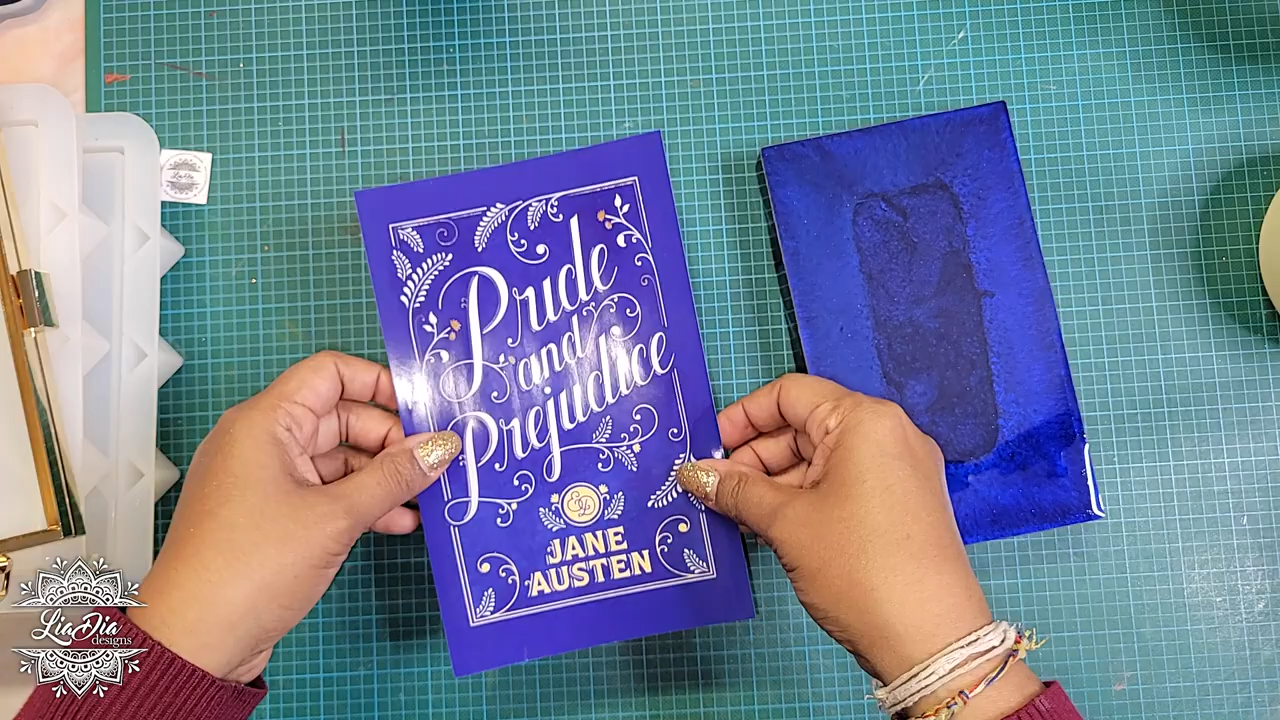 Pride
and
Prejudice
JANE
AUSTEN
LiaDia
designs